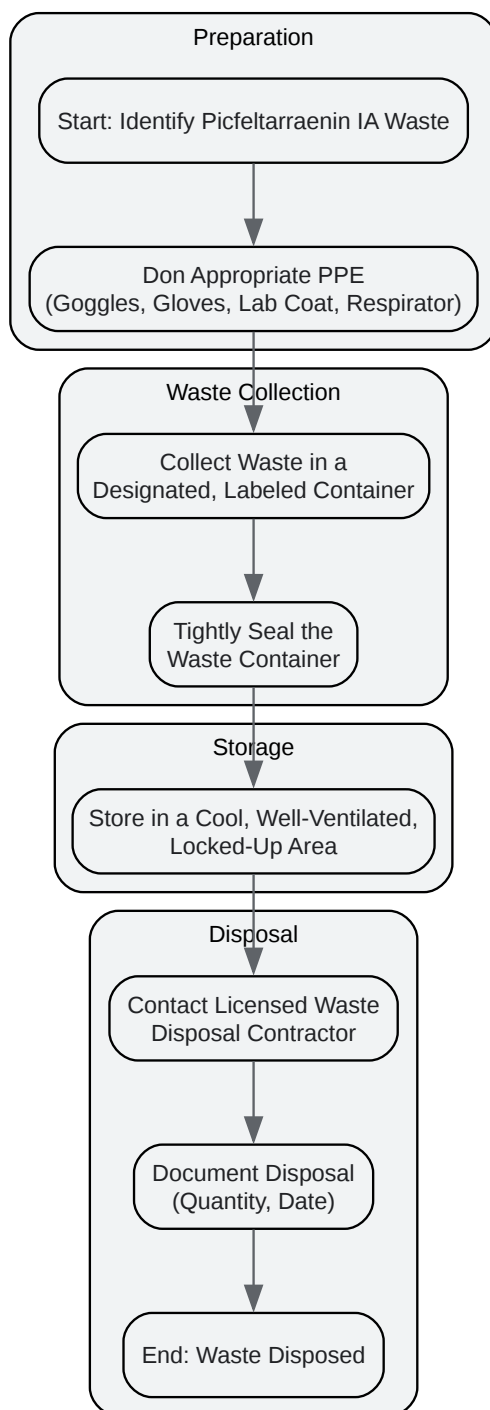 Preparation
Start: Identify Picfeltarraenin IA Waste
Don Appropriate PPE
(Goggles, Gloves, Lab Coat, Respirator)
Waste Collection
Collect Waste in a
Designated, Labeled Container
Tightly Seal the
Waste Container
Storage
Store in a Cool, Well-Ventilated,
Locked-Up Area
Disposal
Contact Licensed Waste
Disposal Contractor
Document Disposal
(Quantity, Date)
End: Waste Disposed